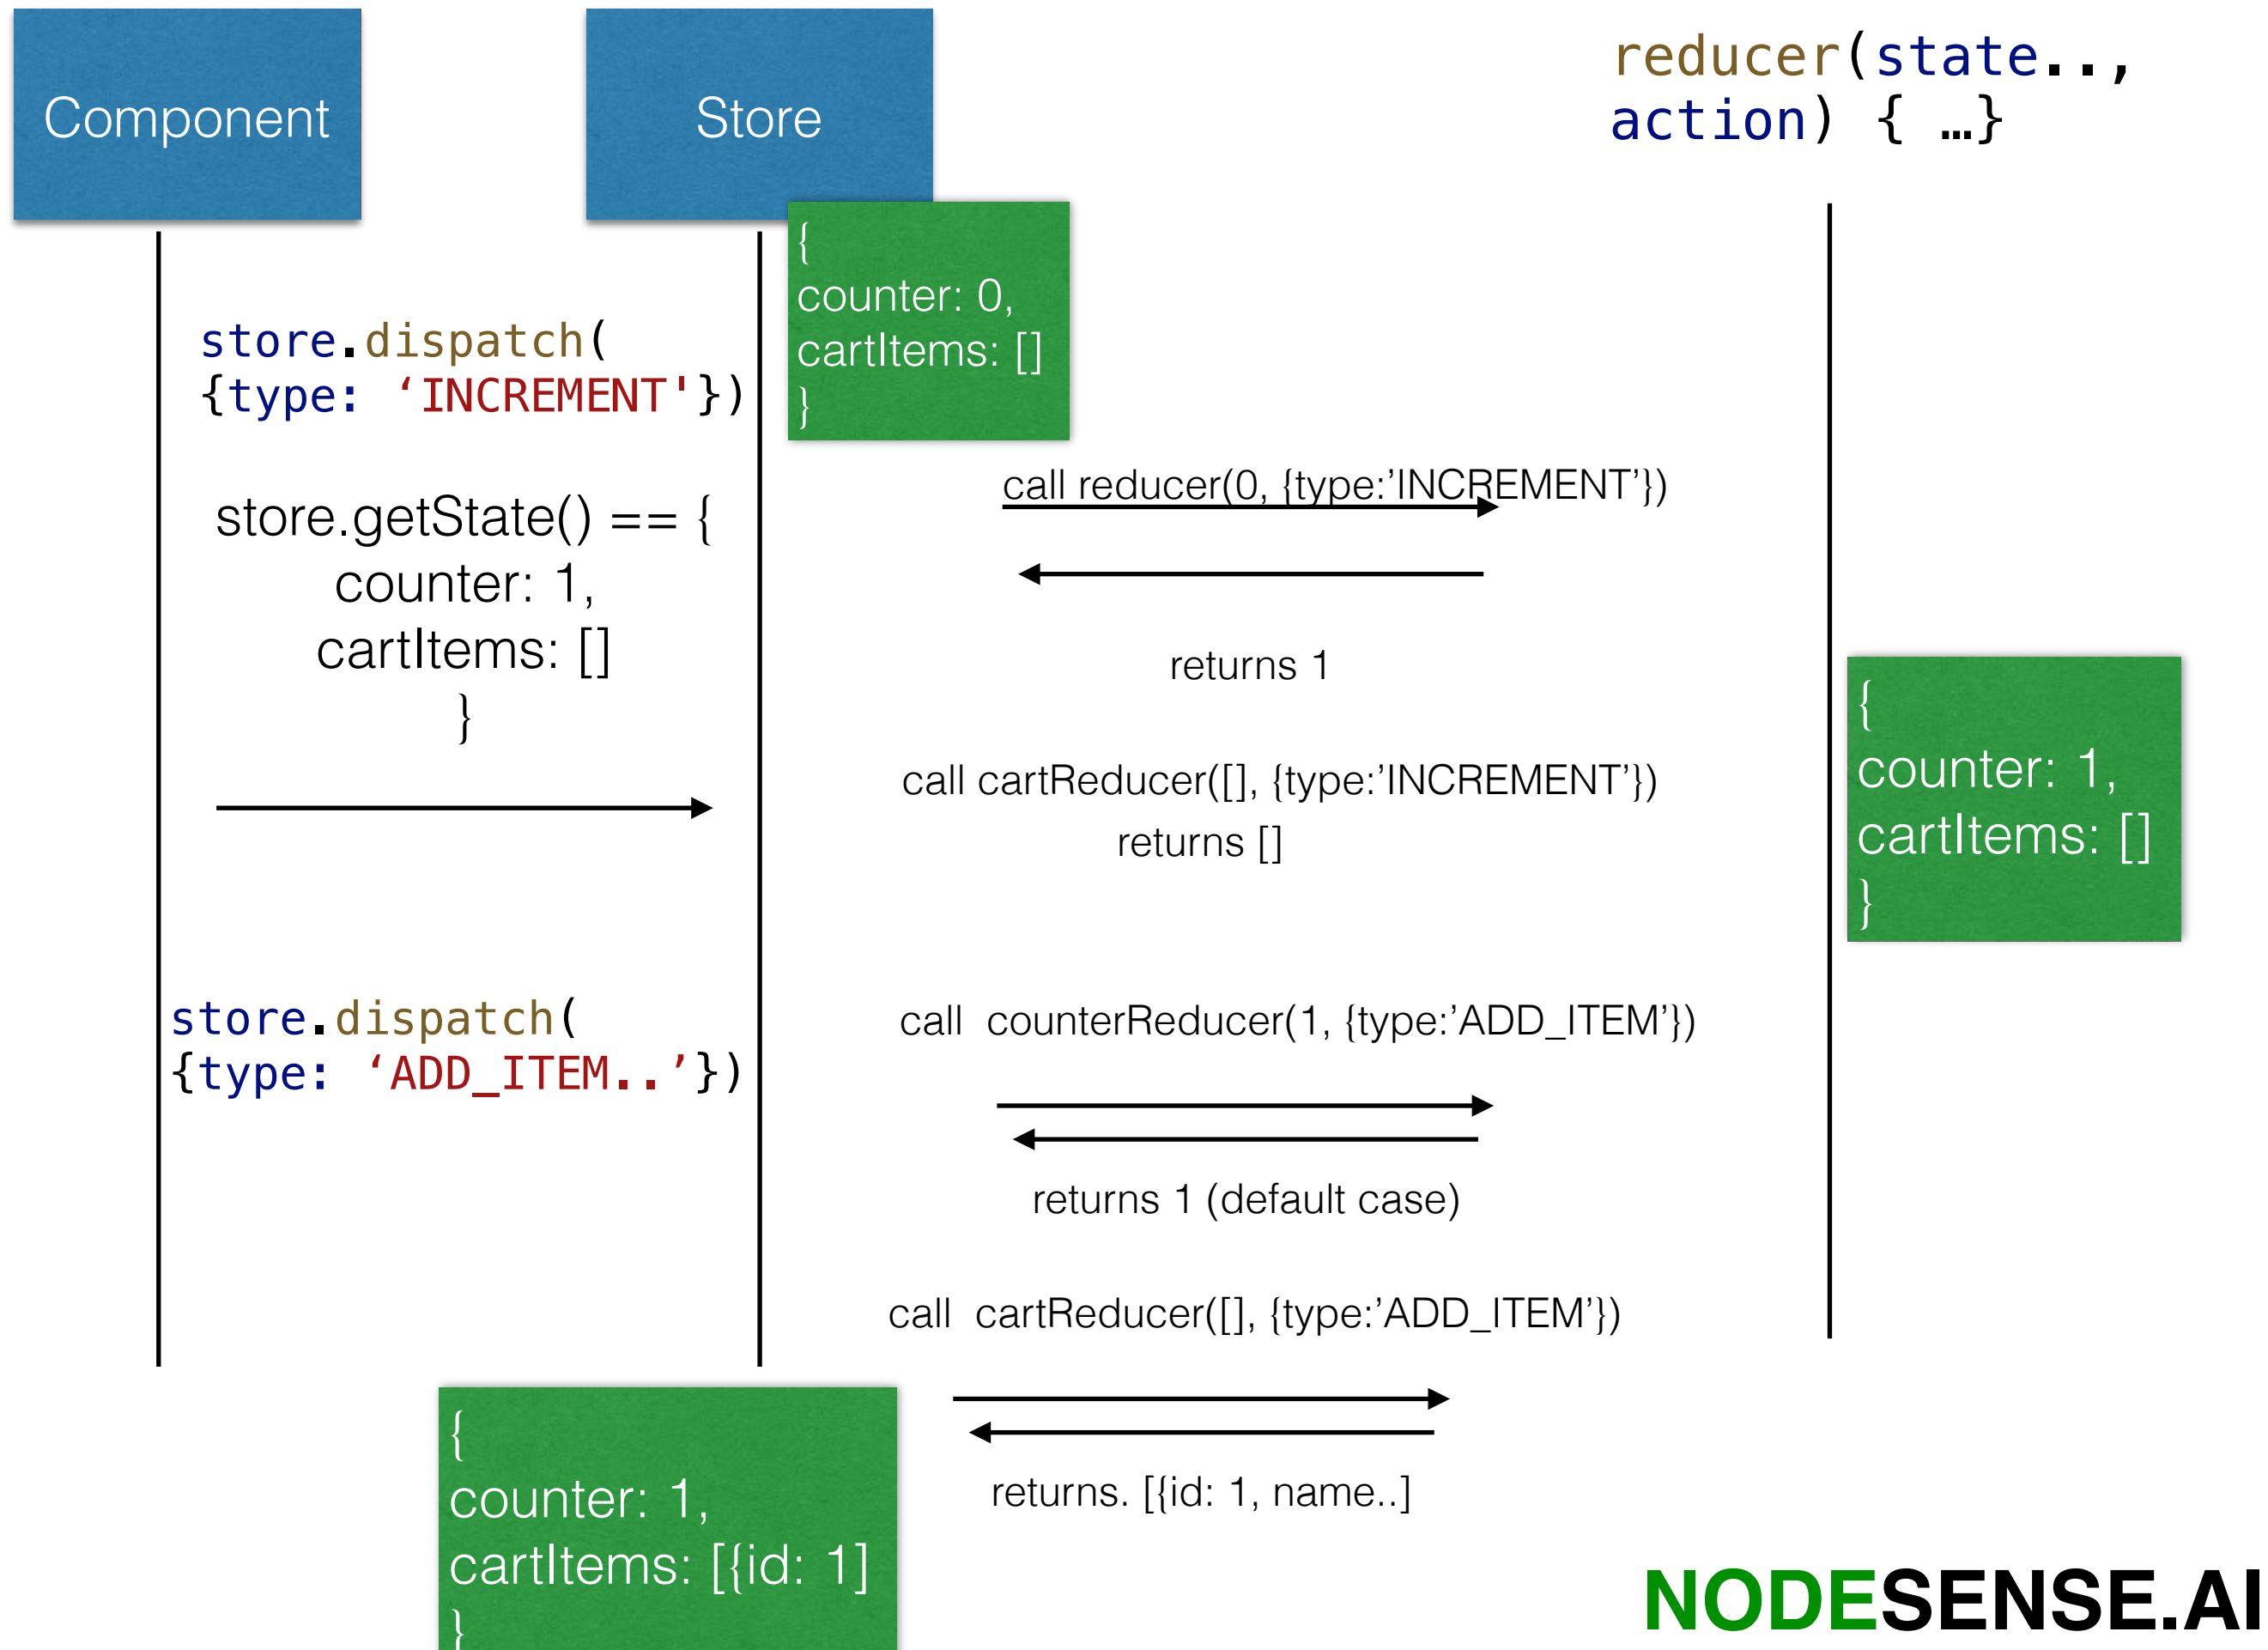 Component
Store
reducer(state..,
action) { …}
{
counter: 0,
cartItems: []
}
store.dispatch(
{type: ‘INCREMENT'})
call reducer(0, {type:’INCREMENT’})
store.getState() == {
counter: 1,
cartItems: []
}
returns 1
{
counter: 1,
cartItems: []
}
call cartReducer([], {type:’INCREMENT’})
returns []
store.dispatch(
{type: ‘ADD_ITEM..’})
call  counterReducer(1, {type:’ADD_ITEM’})
returns 1 (default case)
call  cartReducer([], {type:’ADD_ITEM’})
returns. [{id: 1, name..]
{
counter: 1,
cartItems: [{id: 1]
}
NODESENSE.AI